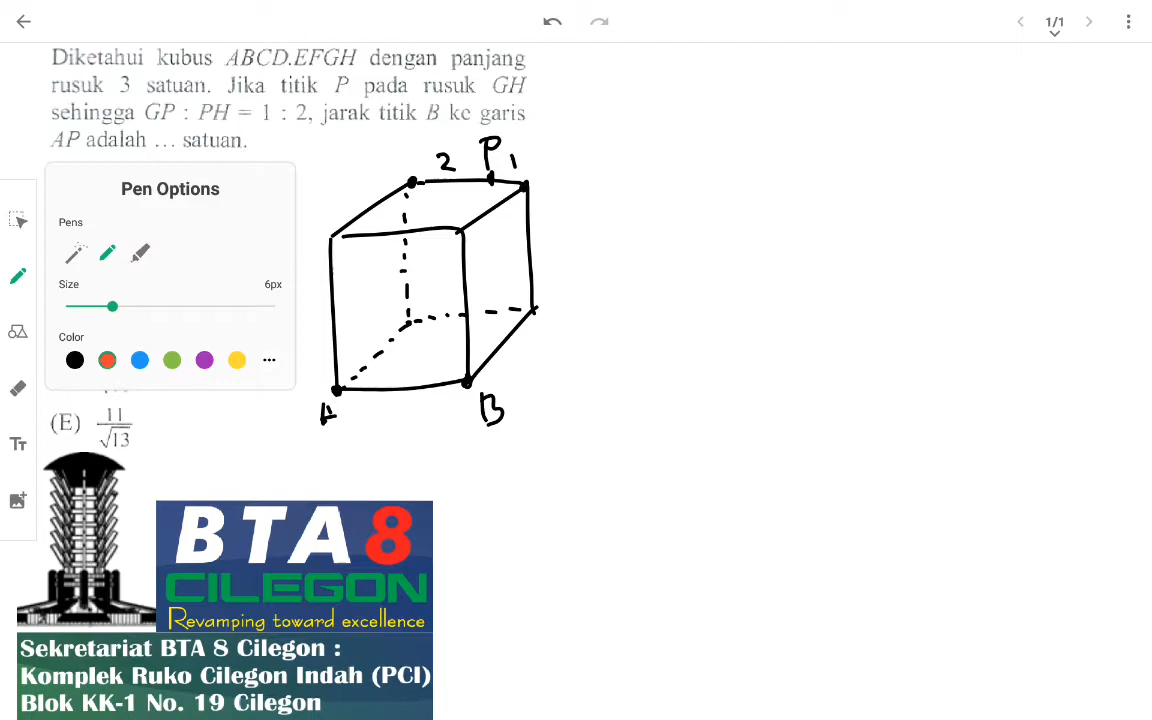 1/1
Diketahui kubus ABCD.EFGH dengan panjang
rusuk 3 satuan. Jika titik P pada rusuk GH
sehingga GP : PH = 1 : 2, jarak titik B ke garis
AP adalah ... satuan.
Pen Options
Pens
Size 6px
Color
(E) 11/√13
2 P 1
A B
Tт
BTA8
CILEGON
Revamping toward excellence
Sekretariat BTA 8 Cilegon :
Komplek Ruko Cilegon Indah (PCI)
Blok KK-1 No. 19 Cilegon